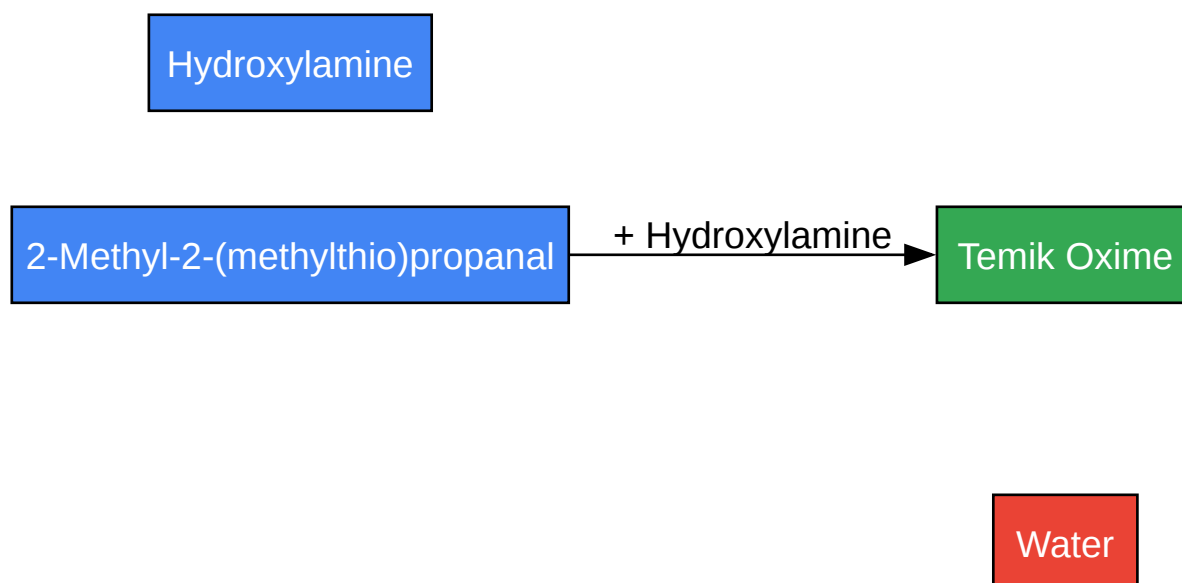 Hydroxylamine
2-Methyl-2-(methylthio)propanal
+ Hydroxylamine
Temik Oxime
Water